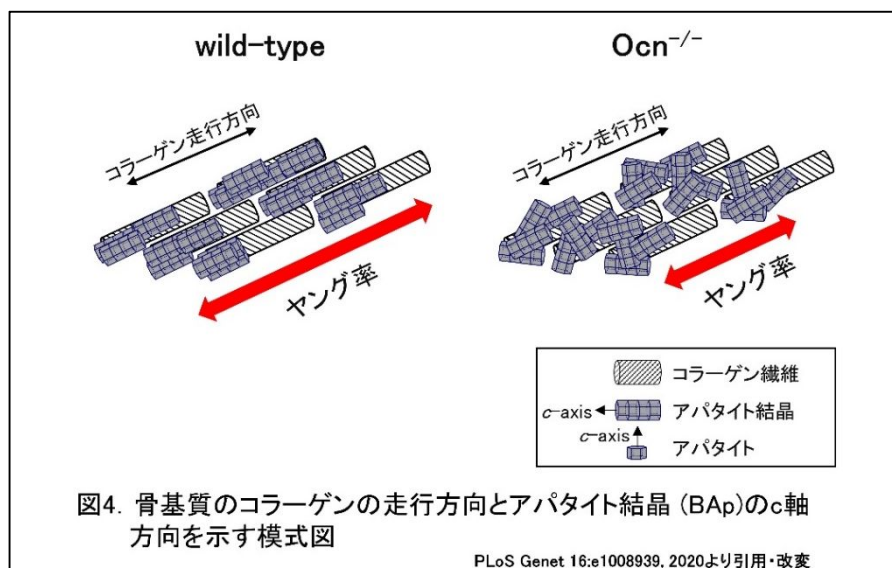 wild-type
Ocn-/-
コラーゲン走行方向
コラーゲン走行方向
ヤング率
ヤング率
コラーゲン繊維
c-axis
アパタイト結晶
c-axis
アパタイト
図4. 骨基質のコラーゲンの走行方向とアパタイト結晶 (BAp)のc軸
方向を示す模式図
PLoS Genet 16:e1008939, 2020より引用・改変